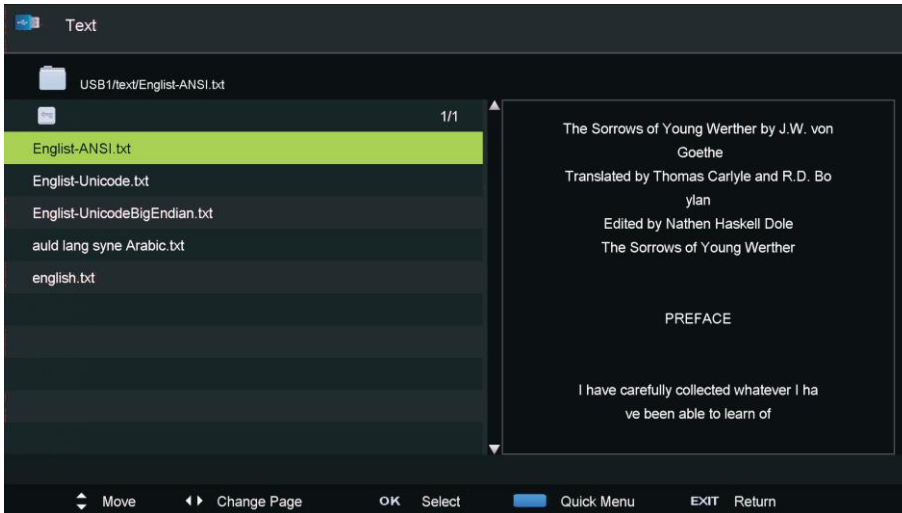 Text
USB1/text/Englist-ANSI.txt
1/1
Englist-ANSI.txt
Englist-Unicode.txt
Englist-UnicodeBigEndian.txt
auld lang syne Arabic.txt
english.txt
The Sorrows of Young Werther by J.W. von
Goethe
Translated by Thomas Carlyle and R.D. Bo
ylan
Edited by Nathen Haskell Dole
The Sorrows of Young Werther
PREFACE
I have carefully collected whatever I ha
ve been able to learn of
Move Change Page OK Select Quick Menu EXIT Return